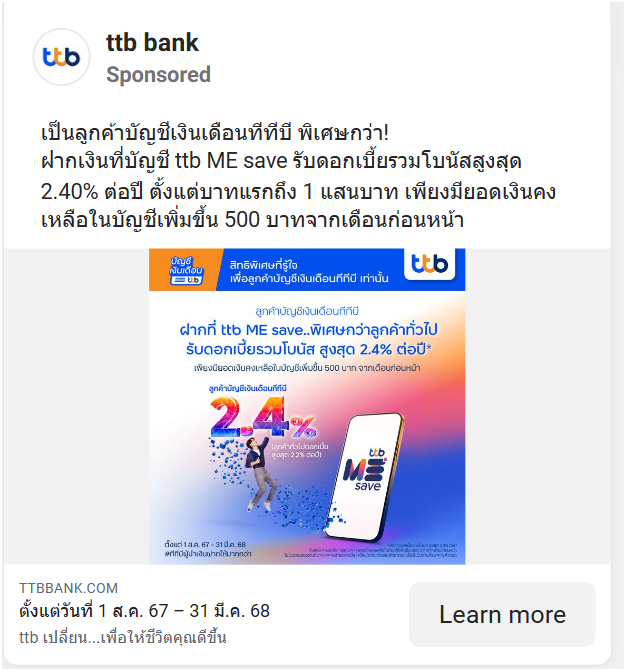 ttb bank
Sponsored
เป็นลูกค้าบัญชีเงินเดือนทีทีบี พิเศษกว่า!
ฝากเงินที่บัญชี ttb ME save รับดอกเบี้ยรวมโบนัสสูงสุด
2.40% ต่อปี ตั้งแต่บาทแรกถึง 1 แสนบาท เพียงมียอดเงินคง
เหลือในบัญชีเพิ่มขึ้น 500 บาทจากเดือนก่อนหน้า
บัญชี
เงินเดือน
ttb
สิทธิพิเศษที่รู้ใจ
เพื่อลูกค้าบัญชีเงินเดือนทีทีบี เท่านั้น
ttb
ลูกค้าบัญชีเงินเดือนทีทีบี
ฝากที่ ttb ME save..พิเศษกว่าลูกค้าทั่วไป
รับดอกเบี้ยรวมโบนัส สูงสุด 2.4% ต่อปี*
เพียงมียอดเงินคงเหลือในบัญชีเพิ่มขึ้น 500 บาท จากเดือนก่อนหน้า
ลูกค้าบัญชีเงินเดือนทีทีบี
2.4%
(ลูกค้าทั่วไปดอกเบี้ย
สูงสุด 2.2% ต่อปี)
ttb
ME
save
ตั้งแต่ 1 ส.ค. 67 - 31 มี.ค. 68
#ทีทีบีผู้นำเงินฝากให้มากกว่า
TTBBANK.COM
ตั้งแต่วันที่ 1 ส.ค. 67 – 31 มี.ค. 68
ttb เปลี่ยน...เพื่อให้ชีวิตคุณดีขึ้น
Learn more